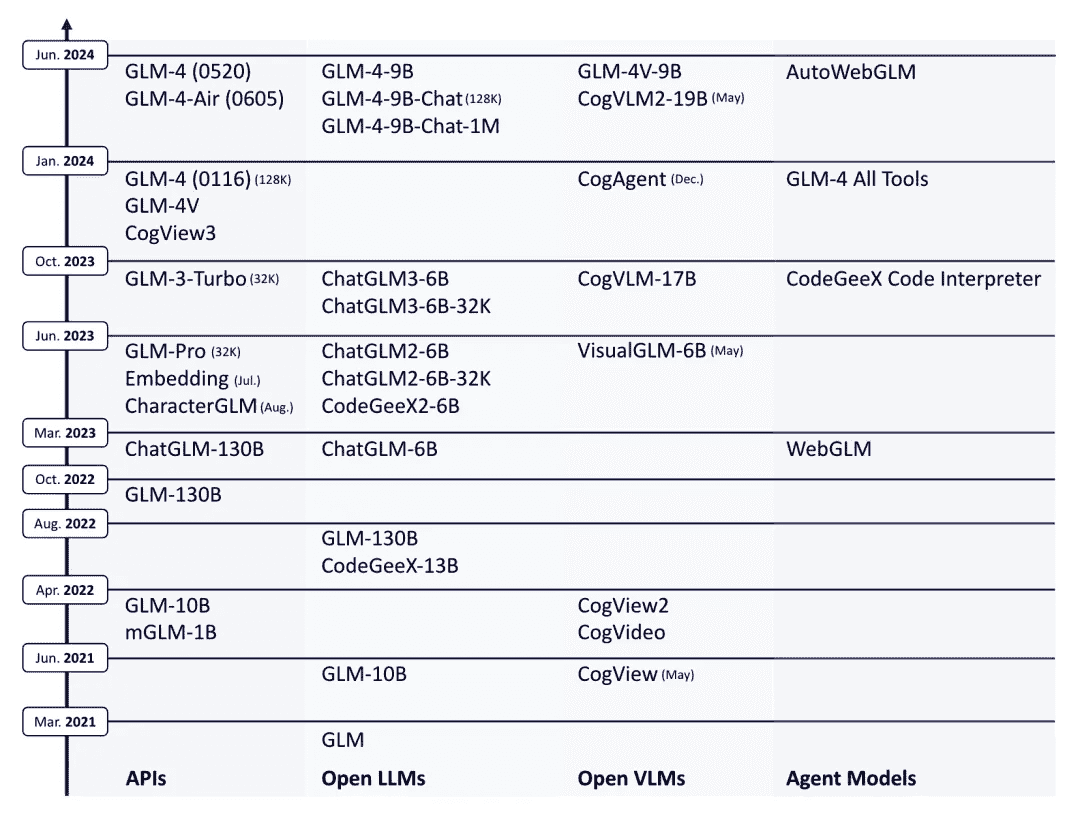 Jun. 2024
GLM-4 (0520) GLM-4-9B GLM-4V-9B AutoWebGLM
GLM-4-Air (0605) GLM-4-9B-Chat (128K) CogVLM2-19B (May)
GLM-4-9B-Chat-1M
Jan. 2024
GLM-4 (0116) (128K) CogAgent (Dec.) GLM-4 All Tools
GLM-4V
CogView3
Oct. 2023
GLM-3-Turbo (32K) ChatGLM3-6B CogVLM-17B CodeGeeX Code Interpreter
ChatGLM3-6B-32K
Jun. 2023
GLM-Pro (32K) ChatGLM2-6B VisualGLM-6B (May)
Embedding (Jul.) ChatGLM2-6B-32K
CharacterGLM (Aug.) CodeGeeX2-6B
Mar. 2023
ChatGLM-130B ChatGLM-6B WebGLM
Oct. 2022
GLM-130B
Aug. 2022
GLM-130B
CodeGeeX-13B
Apr. 2022
GLM-10B CogView2
mGLM-1B CogVideo
Jun. 2021
GLM-10B CogView (May)
Mar. 2021
GLM
APIs Open LLMs Open VLMs Agent Models